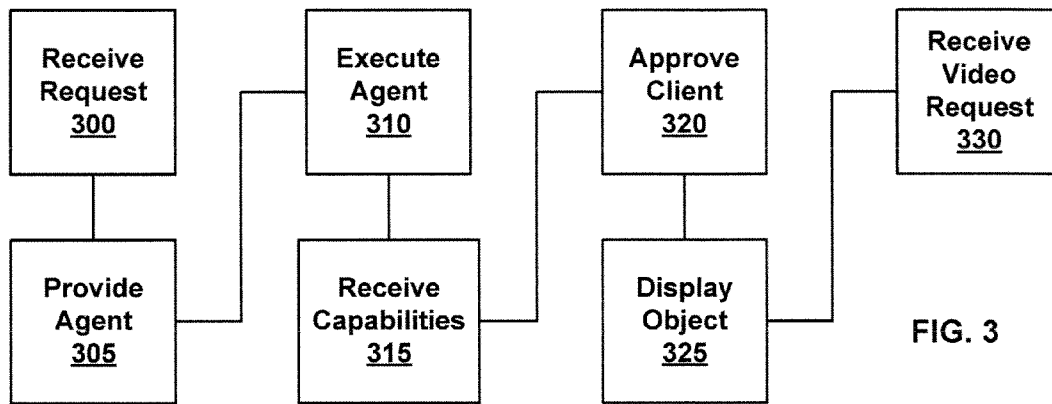 Receive
Request
300
Provide
Agent
305
Execute
Agent
310
Receive
Capabilities
315
Approve
Client
320
Display
Object
325
Receive
Video
Request
330
FIG. 3